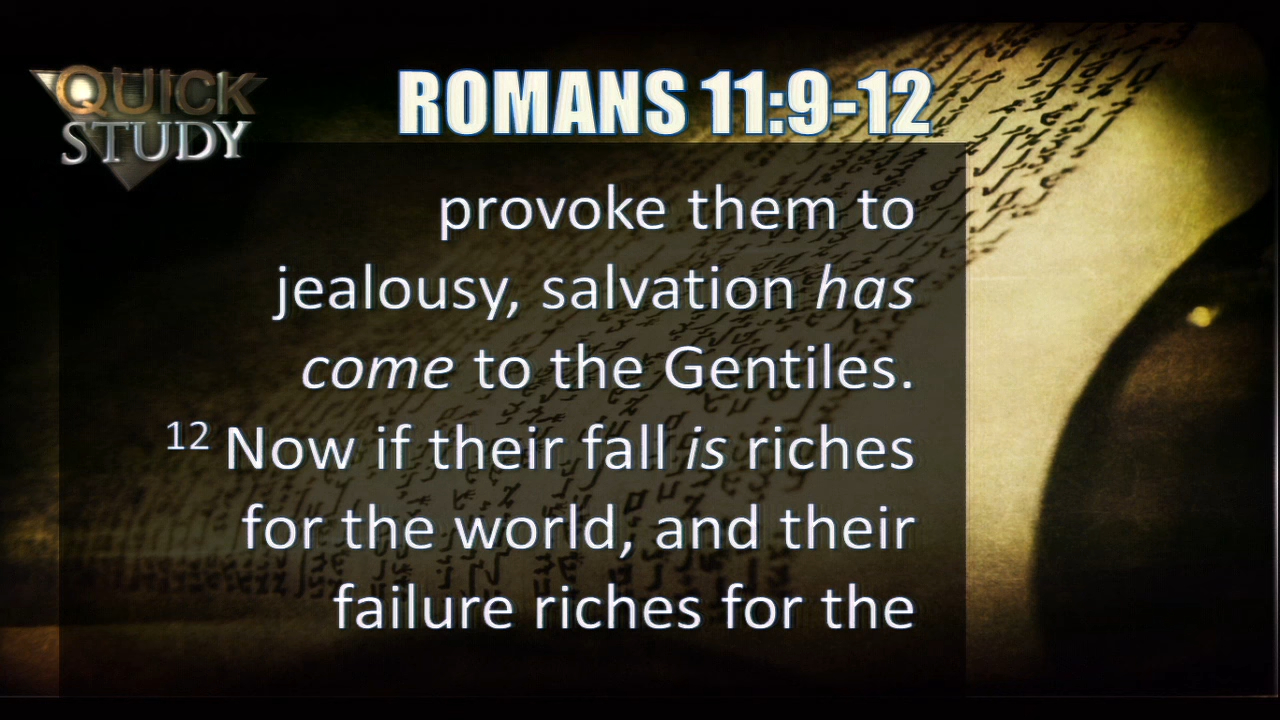 QUICK
STUDY
ROMANS 11:9-12
provoke them to
jealousy, salvation has
come to the Gentiles.
12 Now if their fall is riches
for the world, and their
failure riches for the